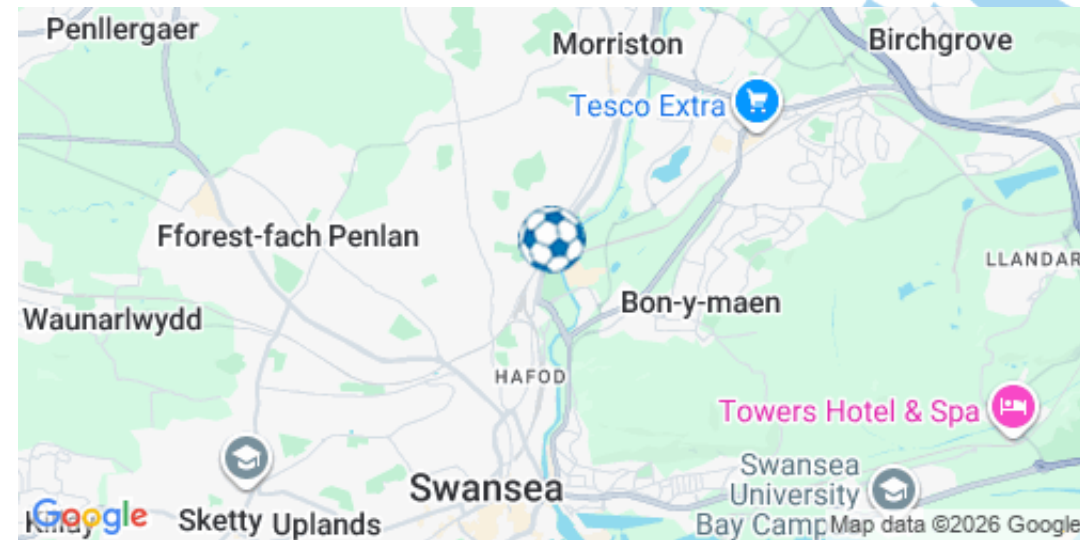 Penllergaer
Morriston
Birchgrove
Tesco Extra
Fforest-fach
Penlan
LLANDAR
Bon-y-maen
Waunarlwydd
HAFOD
Towers Hotel & Spa
Swansea
University
Bay Camp
Swansea
Google
Sketty
Uplands
Map data ©2026 Google